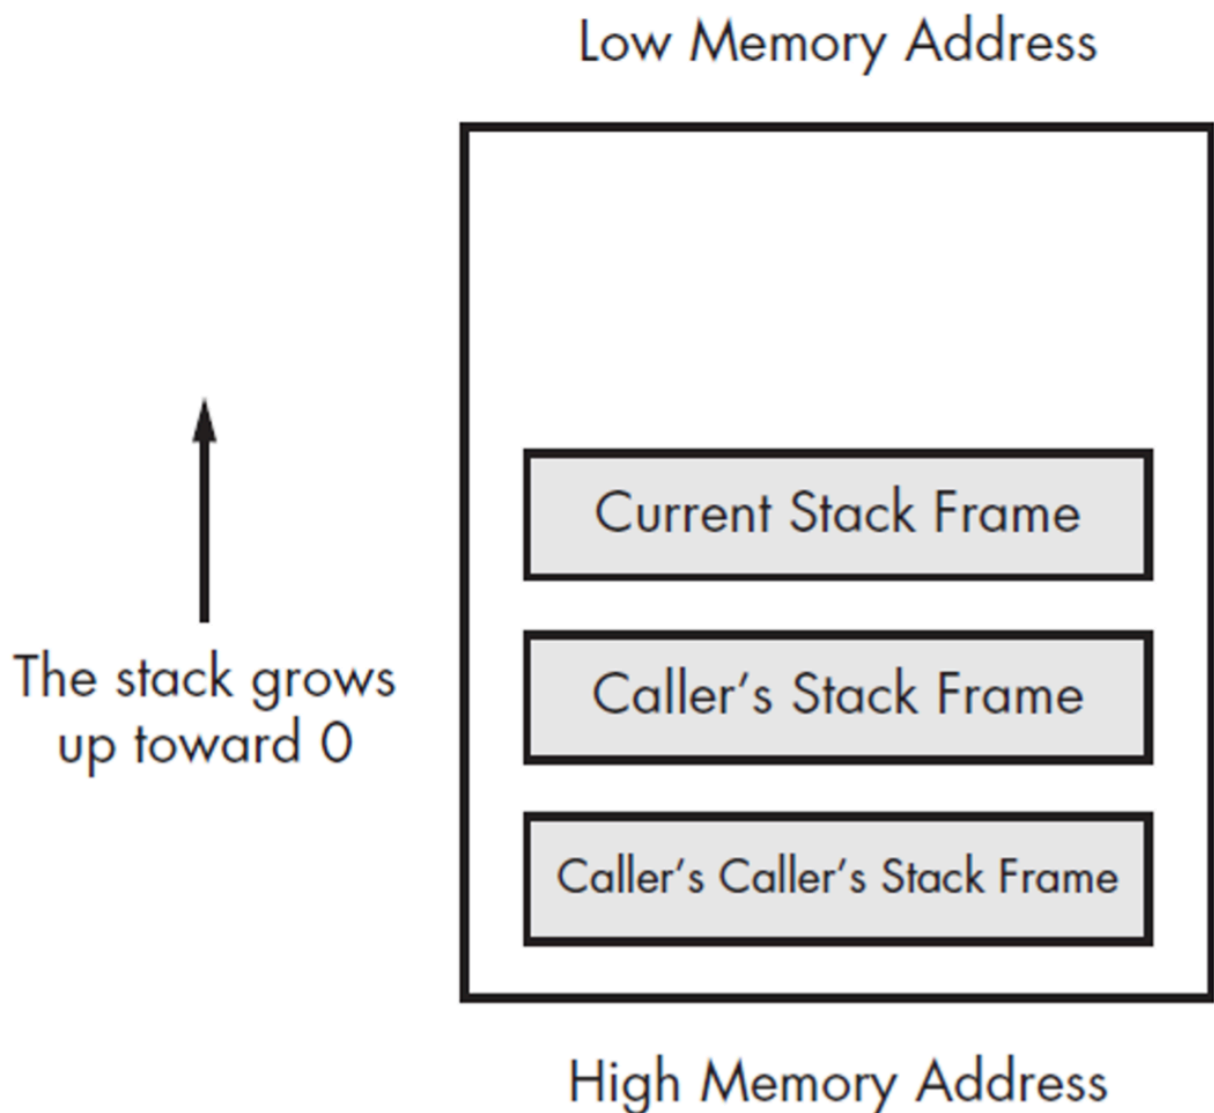 Low Memory Address
Current Stack Frame
The stack grows
up toward 0
Caller’s Stack Frame
Caller’s Caller’s Stack Frame
High Memory Address